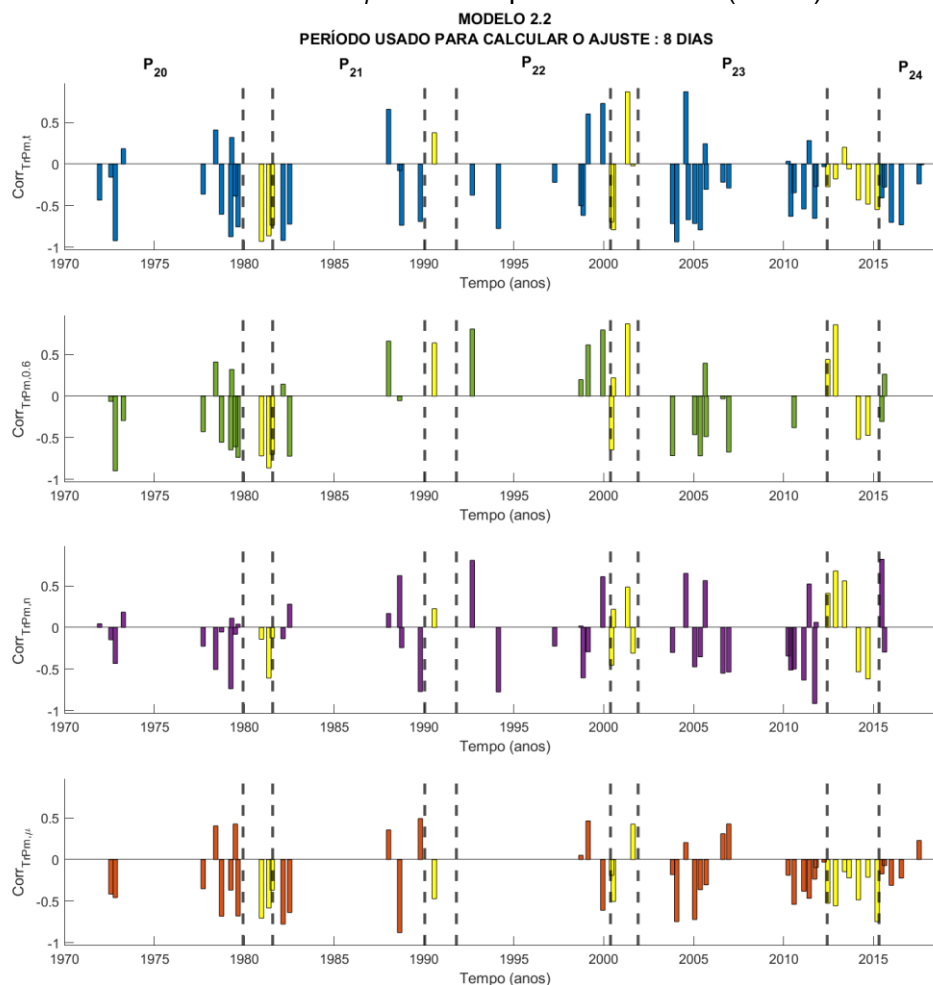 MODELO 2.2
PERÍODO USADO PARA CALCULAR O AJUSTE : 8 DIAS
P20 P21 P22 P23 P24
Corr_TrPm,t
0.5
0
-0.5
-1
1970 1975 1980 1985 1990 1995 2000 2005 2010 2015
Tempo (anos)
Corr_TrPm,0.6
0.5
0
-0.5
-1
1970 1975 1980 1985 1990 1995 2000 2005 2010 2015
Tempo (anos)
Corr_TrPm,n
0.5
0
-0.5
-1
1970 1975 1980 1985 1990 1995 2000 2005 2010 2015
Tempo (anos)
Corr_TrPm,μ
0.5
0
-0.5
-1
1970 1975 1980 1985 1990 1995 2000 2005 2010 2015
Tempo (anos)